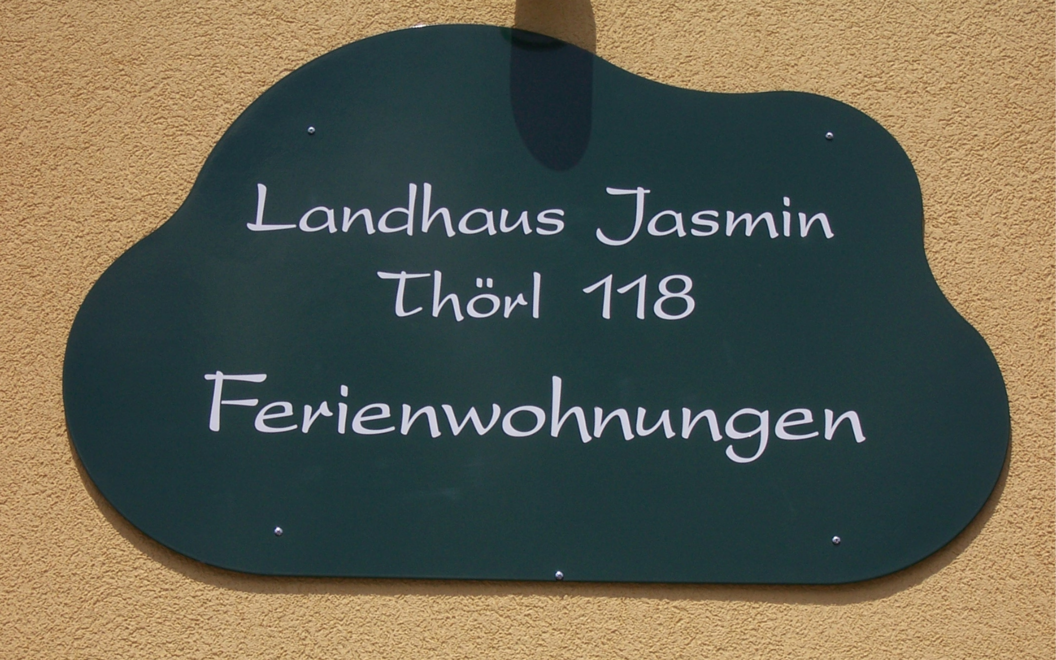 Landhaus Jasmin
Thörl 118
Ferienwohnungen